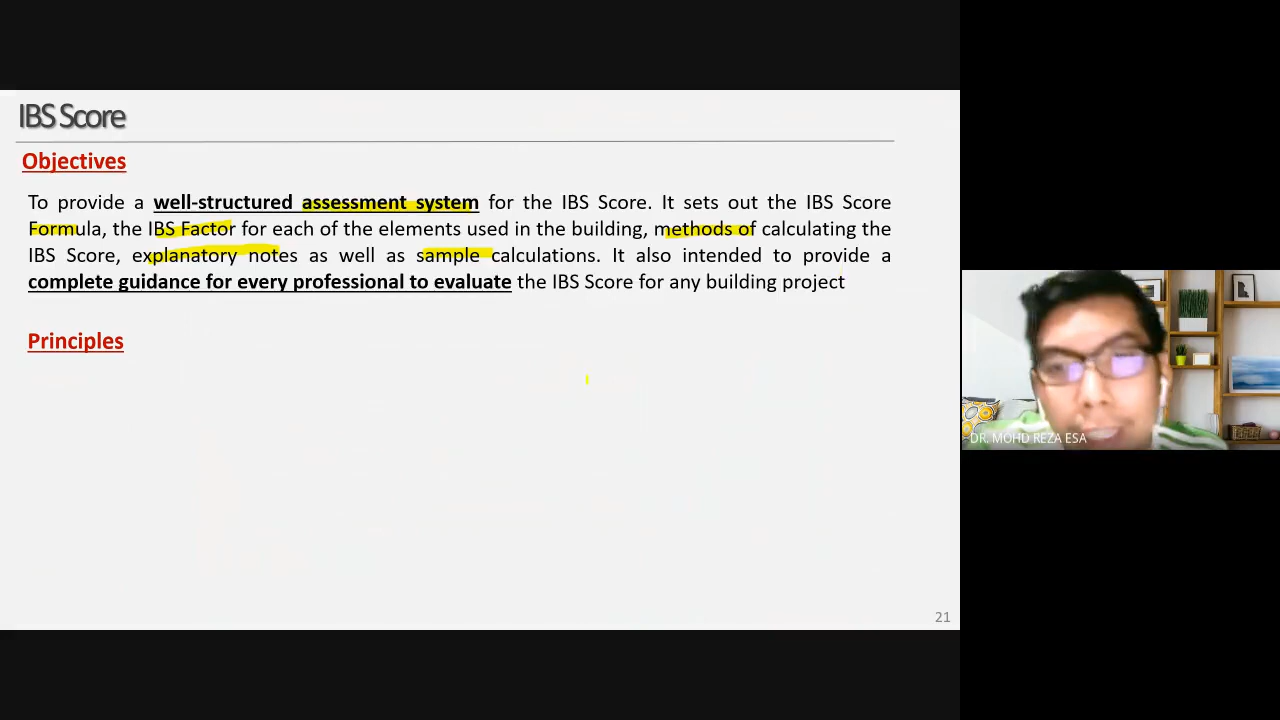 IBS Score
Objectives
To provide a well-structured assessment system for the IBS Score. It sets out the IBS Score
Formula, the IBS Factor for each of the elements used in the building, methods of calculating the
IBS Score, explanatory notes as well as sample calculations. It also intended to provide a
complete guidance for every professional to evaluate the IBS Score for any building project
Principles
DR. MOHD REZA ESA
21